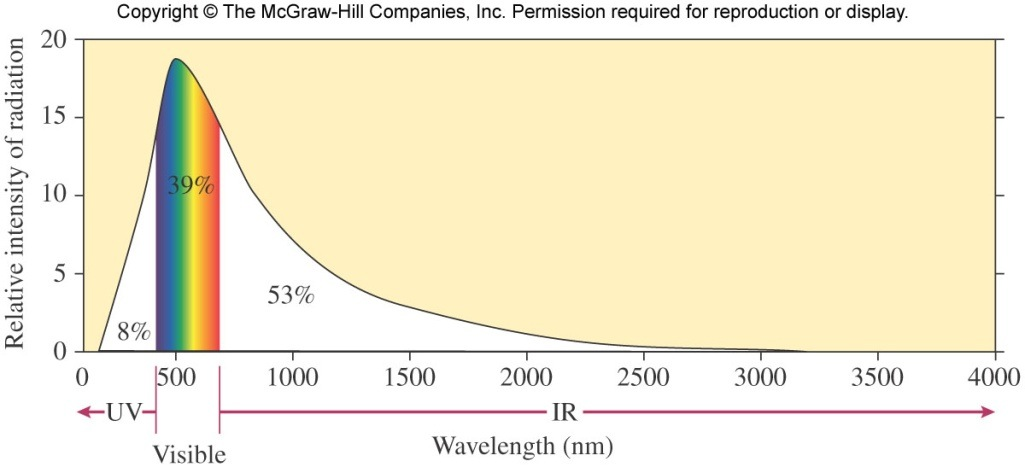 Copyright © The McGraw-Hill Companies, Inc. Permission required for reproduction or display.
Relative intensity of radiation
20
15
10
5
0
39%
53%
8%
0 500 1000 1500 2000 2500 3000 3500 4000
UV IR
Visible
Wavelength (nm)